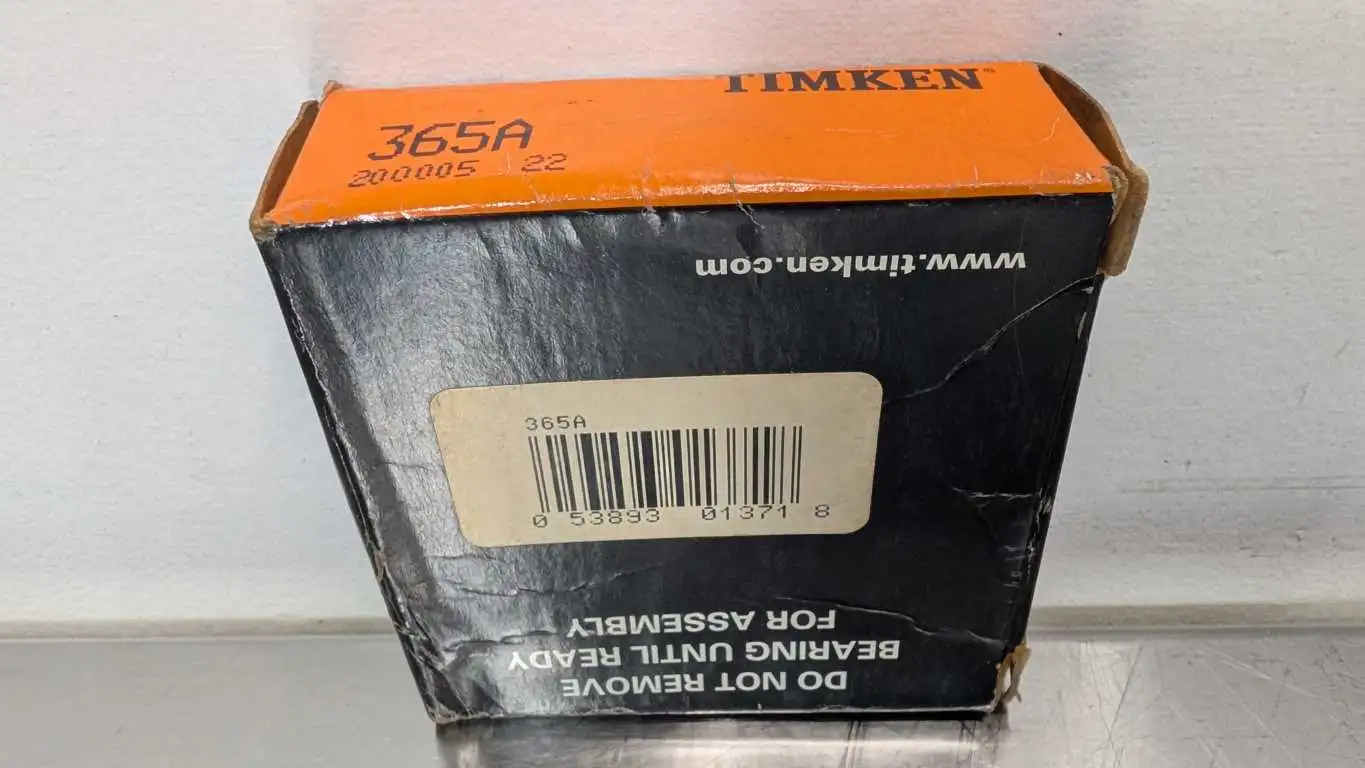 TIMKEN®
365A
200005 22
www.timken.com
365A
0 53893 01371 8
DO NOT REMOVE
BEARING UNTIL READY
FOR ASSEMBLY